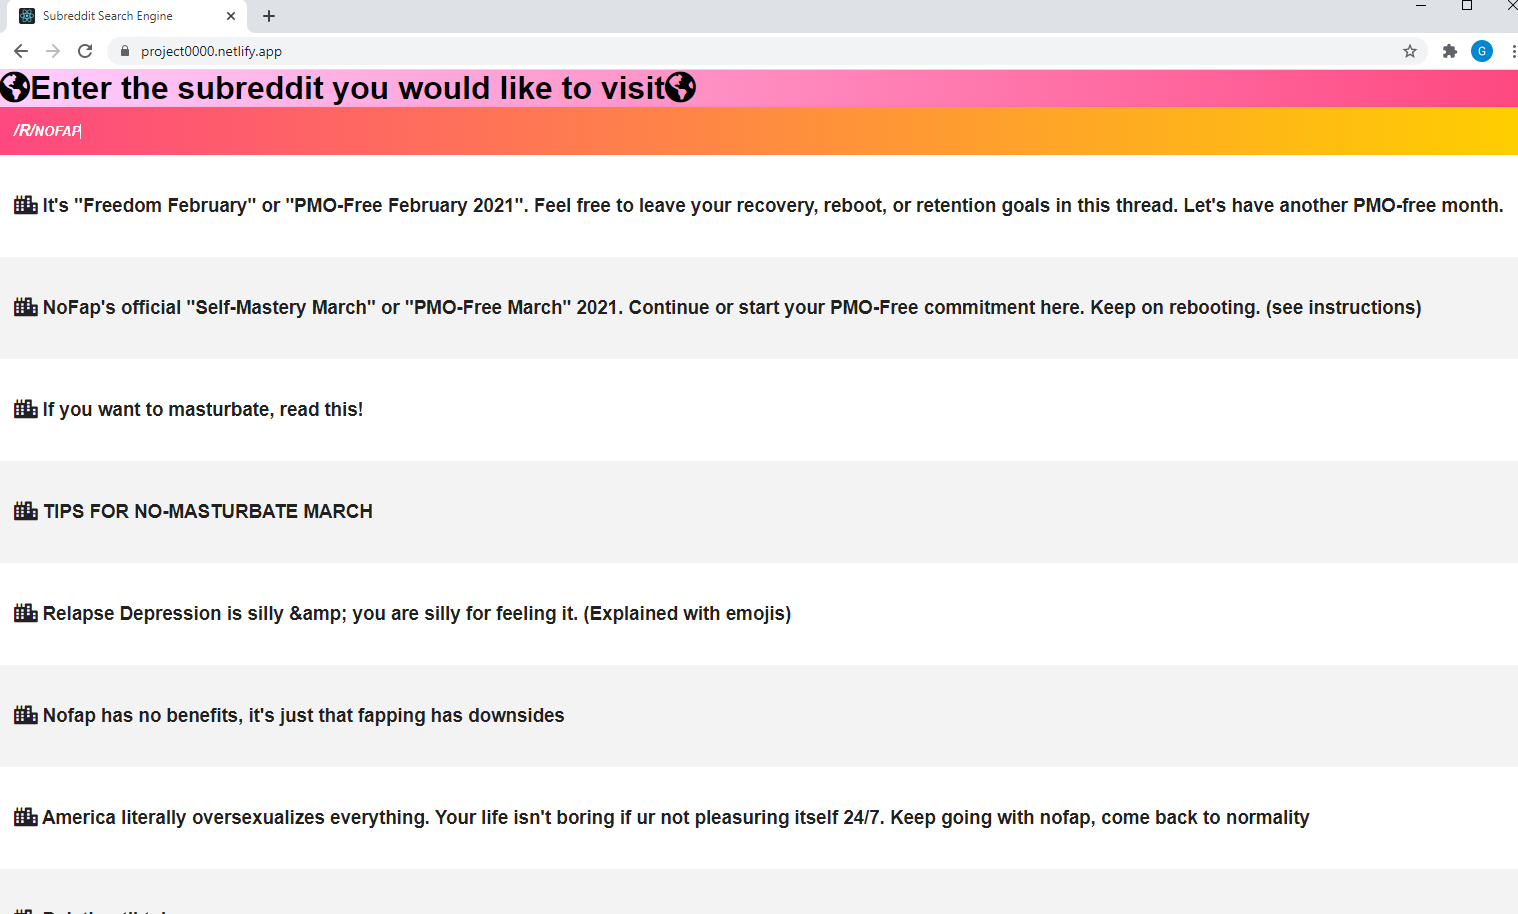 Subreddit Search Engine
project0000.netlify.app
G
Enter the subreddit you would like to visit
/R/NOFAP
It's "Freedom February" or "PMO-Free February 2021". Feel free to leave your recovery, reboot, or retention goals in this thread. Let's have another PMO-free month.
NoFap's official "Self-Mastery March" or "PMO-Free March" 2021. Continue or start your PMO-Free commitment here. Keep on rebooting. (see instructions)
If you want to masturbate, read this!
TIPS FOR NO-MASTURBATE MARCH
Relapse Depression is silly &amp; you are silly for feeling it. (Explained with emojis)
Nofap has no benefits, it's just that fapping has downsides
America literally oversexualizes everything. Your life isn't boring if ur not pleasuring itself 24/7. Keep going with nofap, come back to normality